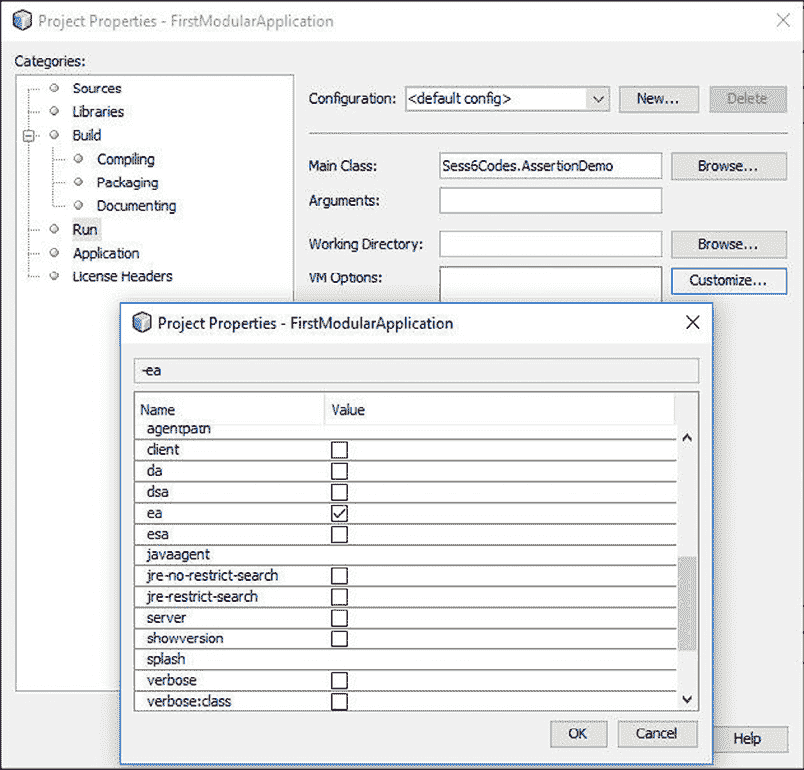 Project Properties - FirstModularApplication
Categories:
Sources
Libraries
Build
Compiling
Packaging
Documenting
Run
Application
License Headers
Configuration: <default config> New... Delete
Main Class: Sess6Codes.AssertionDemo Browse...
Arguments:
Working Directory: Browse...
VM Options: Customize...
Project Properties - FirstModularApplication
-ea
Name Value
agentpath
client
da
dsa
ea
esa
javaagent
jre-no-restrict-search
jre-restrict-search
server
showversion
splash
verbose
verbose:class
OK Cancel
Help